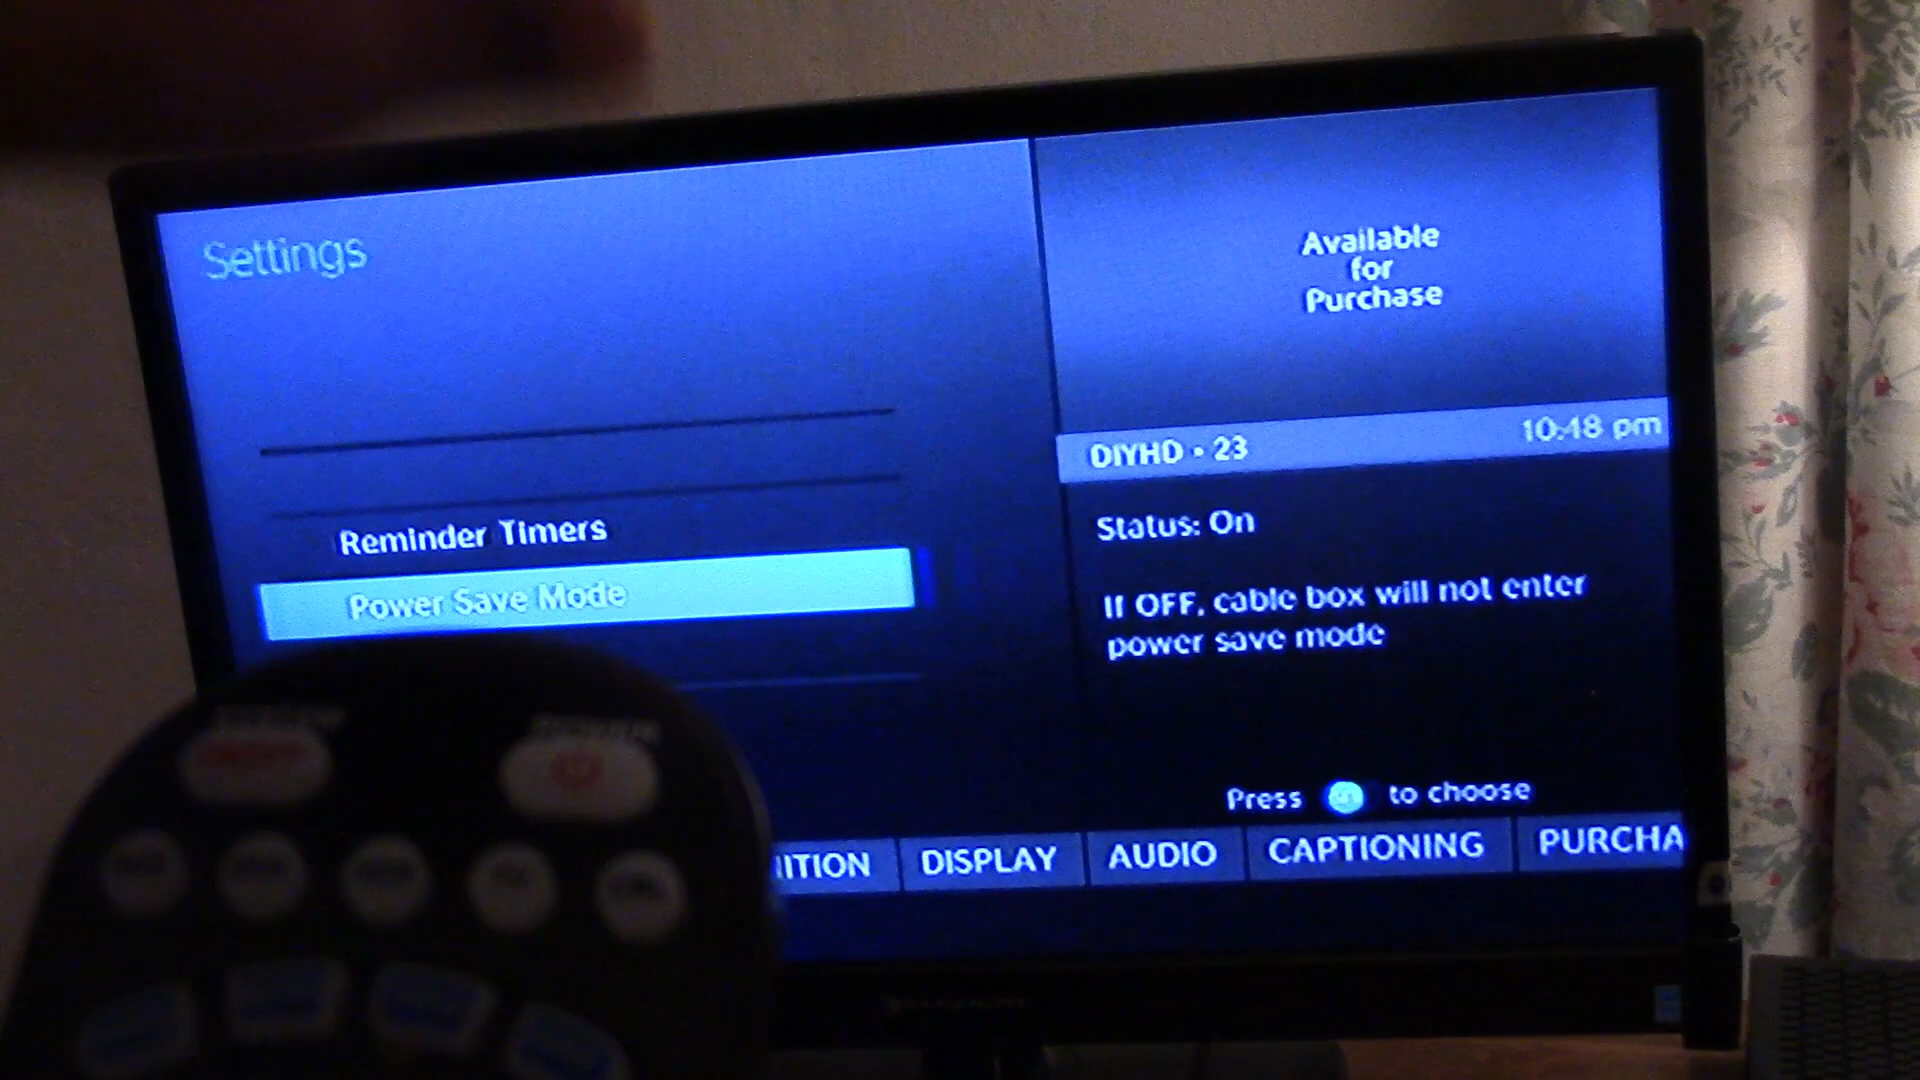 Settings
Reminder Timers
Power Save Mode
Available
for
Purchase
DIYHD • 23
10:48 pm
Status: On
If OFF, cable box will not enter
power save mode
Press
to choose
DISPLAY
AUDIO
CAPTIONING
PURCHA